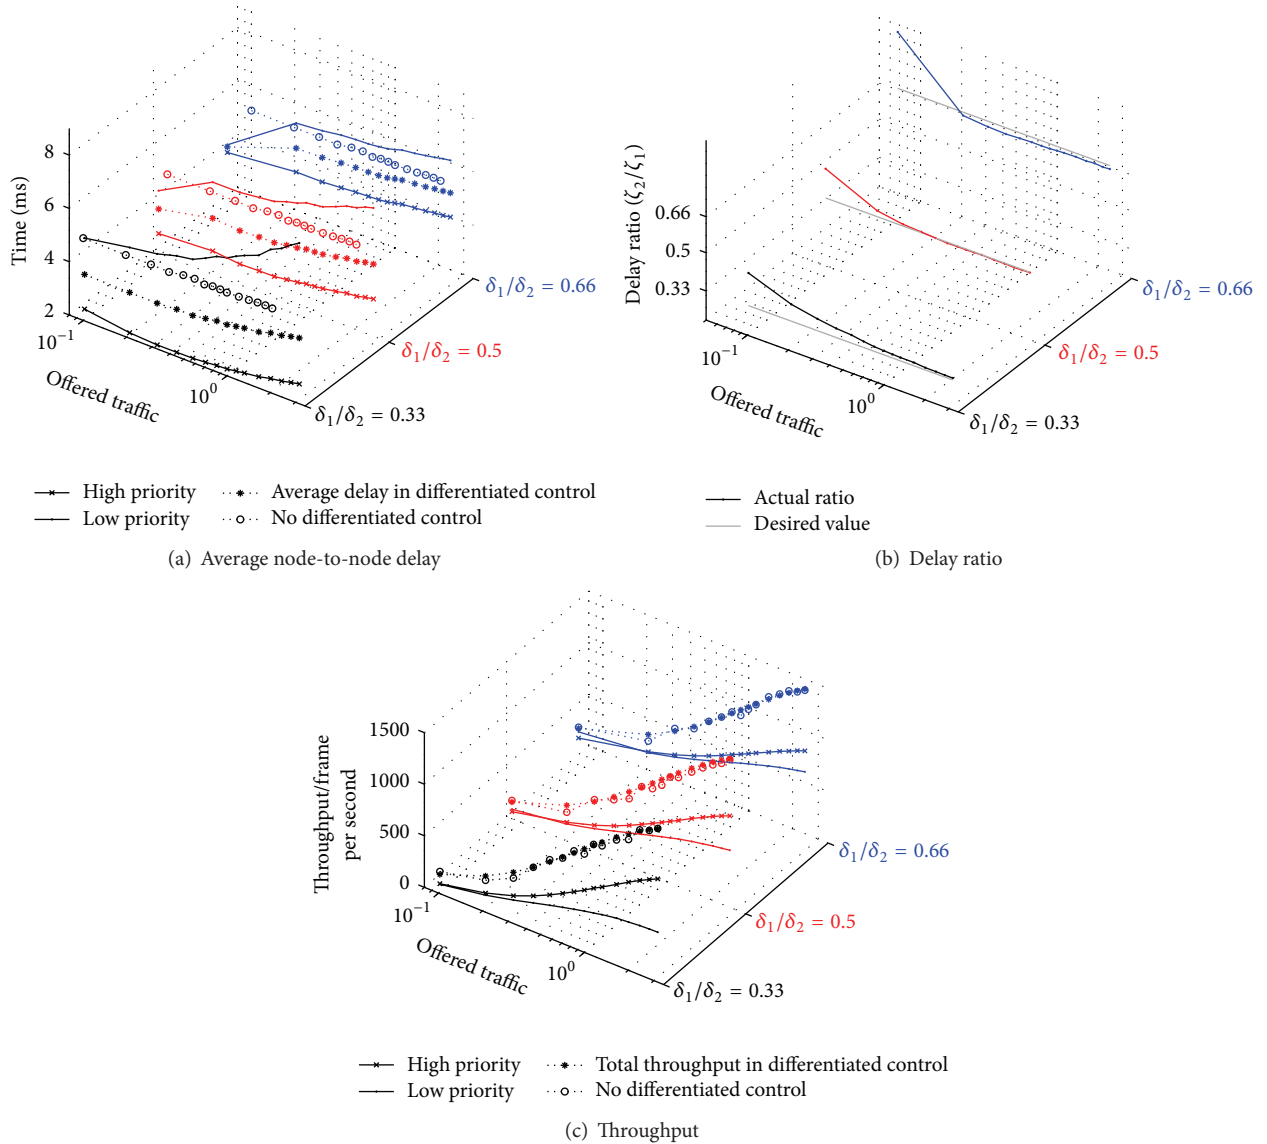 8
6
4
2
Time (ms)
10⁻¹
10⁰
Offered traffic
δ₁/δ₂ = 0.66
δ₁/δ₂ = 0.5
δ₁/δ₂ = 0.33
High priority
Low priority
Average delay in differentiated control
No differentiated control
(a) Average node-to-node delay
0.66
0.5
0.33
Delay ratio (ζ₂/ζ₁)
10⁻¹
10⁰
Offered traffic
δ₁/δ₂ = 0.66
δ₁/δ₂ = 0.5
δ₁/δ₂ = 0.33
Actual ratio
Desired value
(b) Delay ratio
1500
1000
500
0
Throughput/frame
per second
10⁻¹
10⁰
Offered traffic
δ₁/δ₂ = 0.66
δ₁/δ₂ = 0.5
δ₁/δ₂ = 0.33
High priority
Low priority
Total throughput in differentiated control
No differentiated control
(c) Throughput